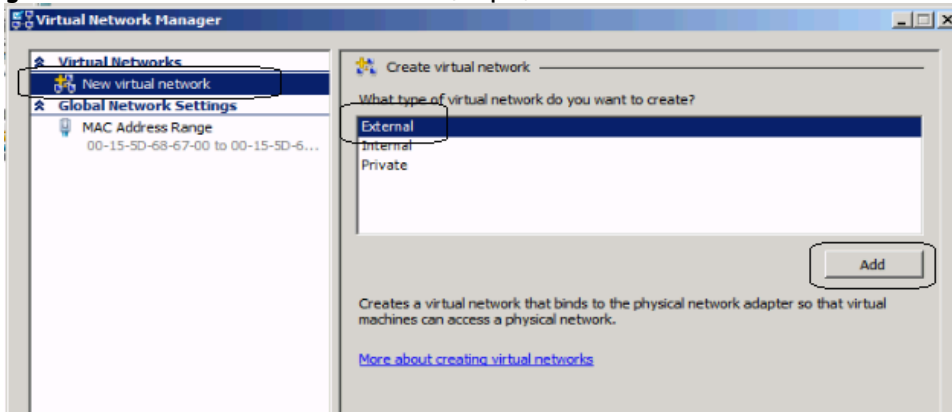 Virtual Network Manager
Virtual Networks
New virtual network
Global Network Settings
MAC Address Range
00-15-5D-68-67-00 to 00-15-5D-6...
Create virtual network
What type of virtual network do you want to create?
External
Internal
Private
Add
Creates a virtual network that binds to the physical network adapter so that virtual
machines can access a physical network.
More about creating virtual networks